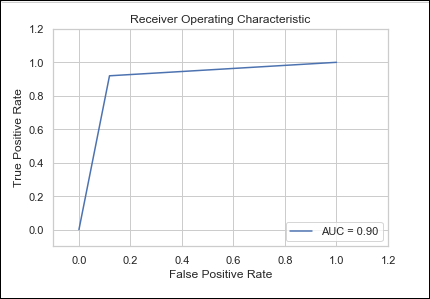 Receiver Operating Characteristic
1.2
1.0
0.8
0.6
0.4
0.2
0.0
True Positive Rate
AUC = 0.90
0.0 0.2 0.4 0.6 0.8 1.0 1.2
False Positive Rate